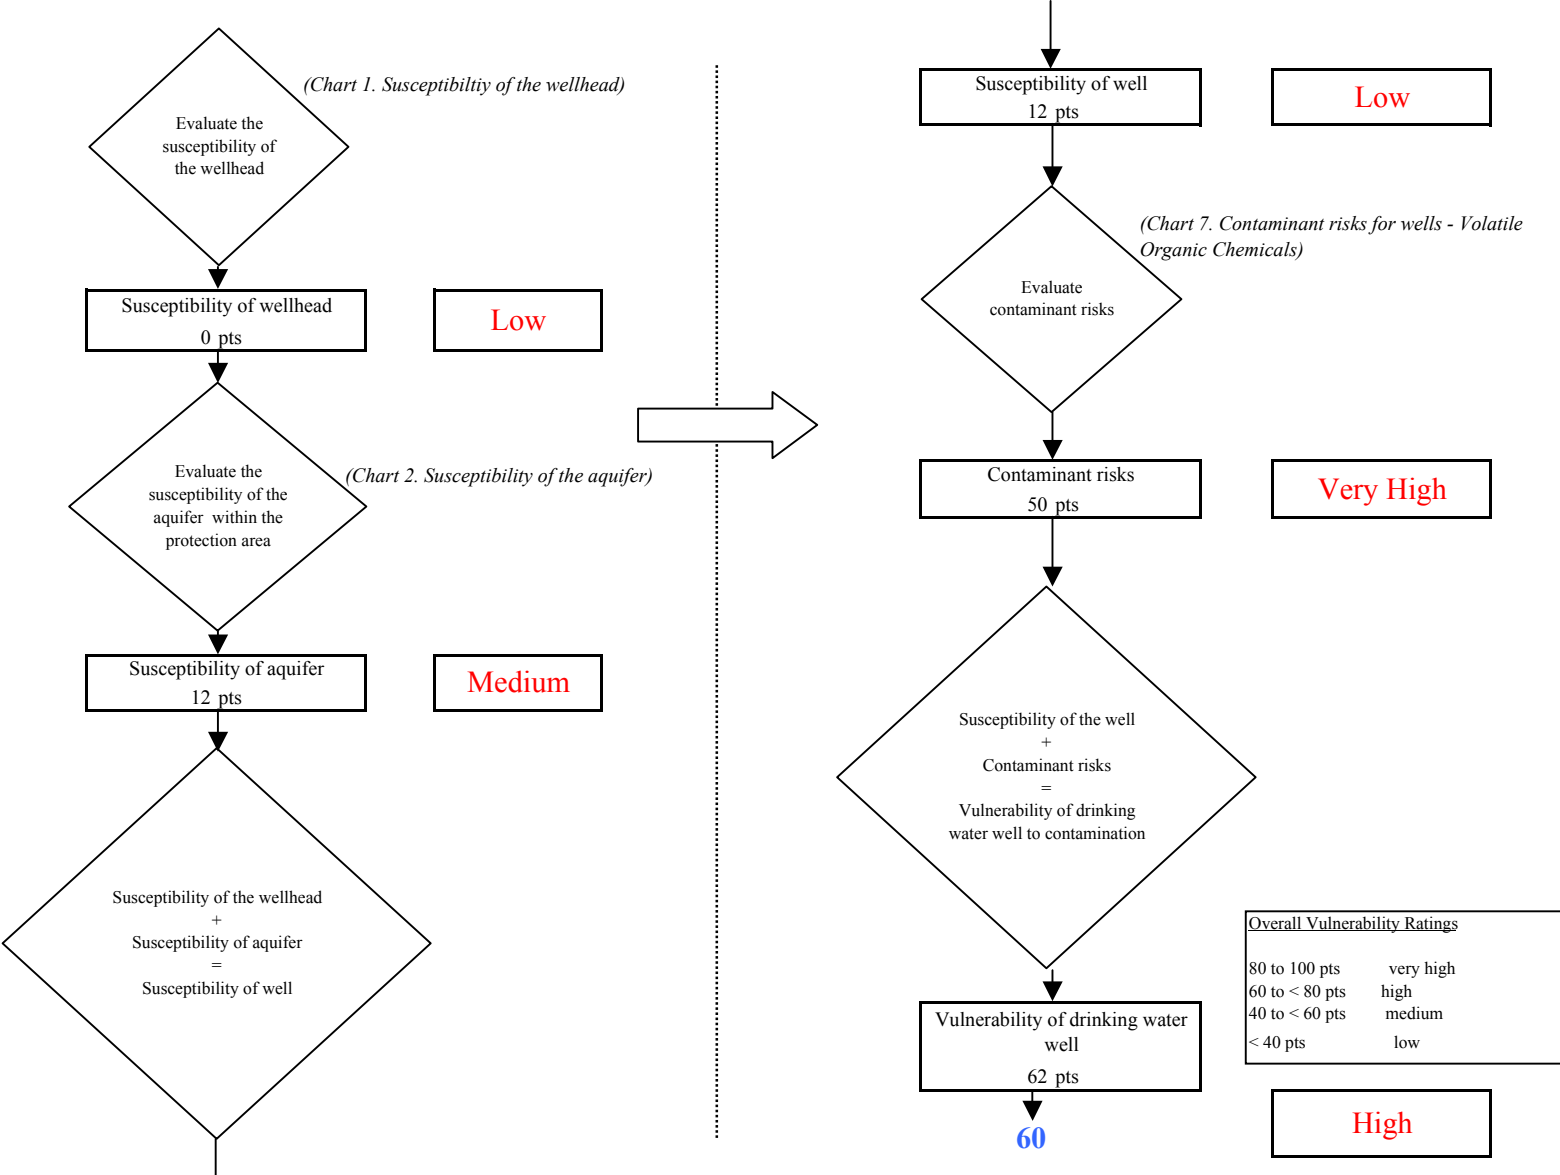 (Chart 1. Susceptibiltiy of the wellhead)
Evaluate the
susceptibility of
the wellhead
Susceptibility of wellhead
0 pts
Low
Evaluate the
susceptibility of the
aquifer within the
protection area
(Chart 2. Susceptibility of the aquifer)
Susceptibility of aquifer
12 pts
Medium
Susceptibility of the wellhead
+
Susceptibility of aquifer
=
Susceptibility of well
Susceptibility of well
12 pts
Low
(Chart 7. Contaminant risks for wells - Volatile
Organic Chemicals)
Evaluate
contaminant risks
Contaminant risks
50 pts
Very High
Susceptibility of the well
+
Contaminant risks
=
Vulnerability of drinking
water well to contamination
Vulnerability of drinking water
well
62 pts
60
Overall Vulnerability Ratings
80 to 100 pts very high
60 to < 80 pts high
40 to < 60 pts medium
< 40 pts low
High